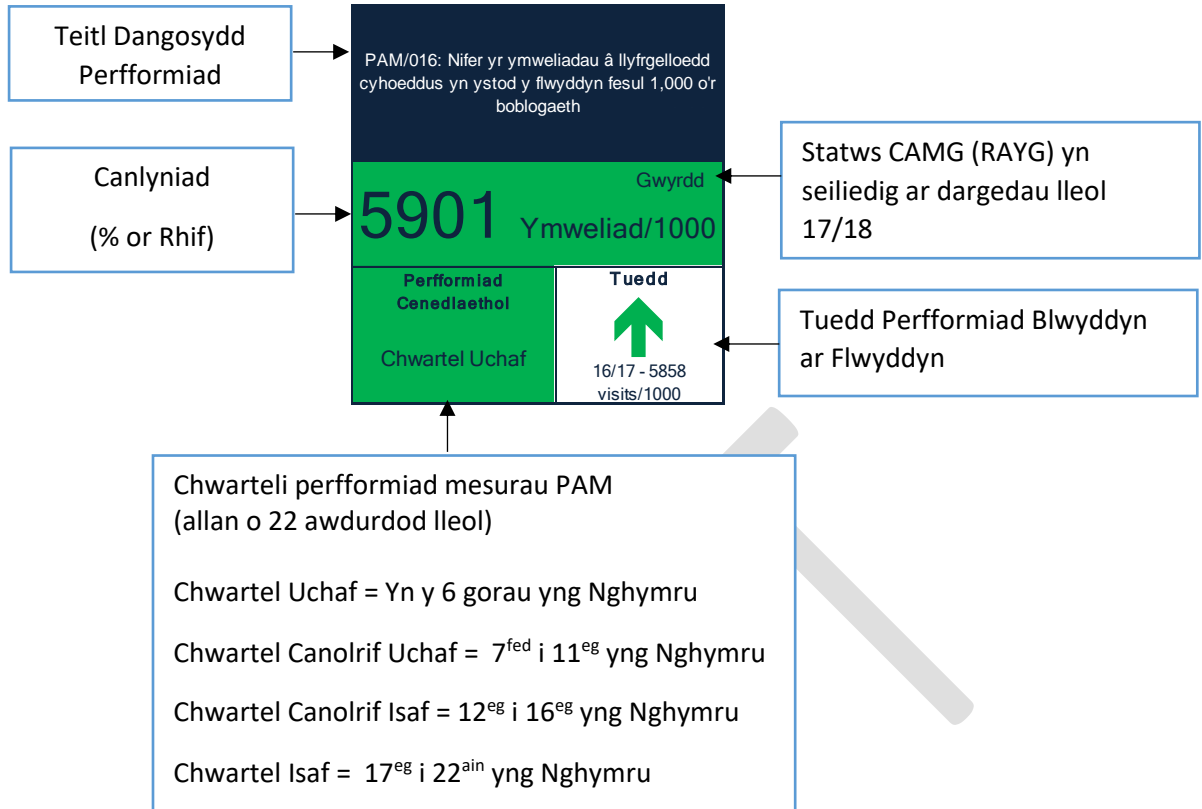 Teitl Dangosydd
Perfformiad
PAM/016: Nifer yr ymweliadau â llyfrgelloedd
cyhoeddus yn ystod y flwyddyn fesul 1,000 o'r
boblogaeth
Canlyniad
(% or Rhif)
Gwyrdd
5901 Ymweliad/1000
Statws CAMG (RAYG) yn
seiliedig ar dargedau lleol
17/18
Perfformiad
Cenedlaethol
Chwartel Uchaf
Tuedd
16/17 - 5858
visits/1000
Tuedd Perfformiad Blwyddyn
ar Flwyddyn
Chwarteli perfformiad mesurau PAM
(allan o 22 awdurdod lleol)
Chwartel Uchaf = Yn y 6 gorau yng Nghymru
Chwartel Canolrif Uchaf = 7fed i 11eg yng Nghymru
Chwartel Canolrif Isaf = 12eg i 16eg yng Nghymru
Chwartel Isaf = 17eg i 22ain yng Nghymru